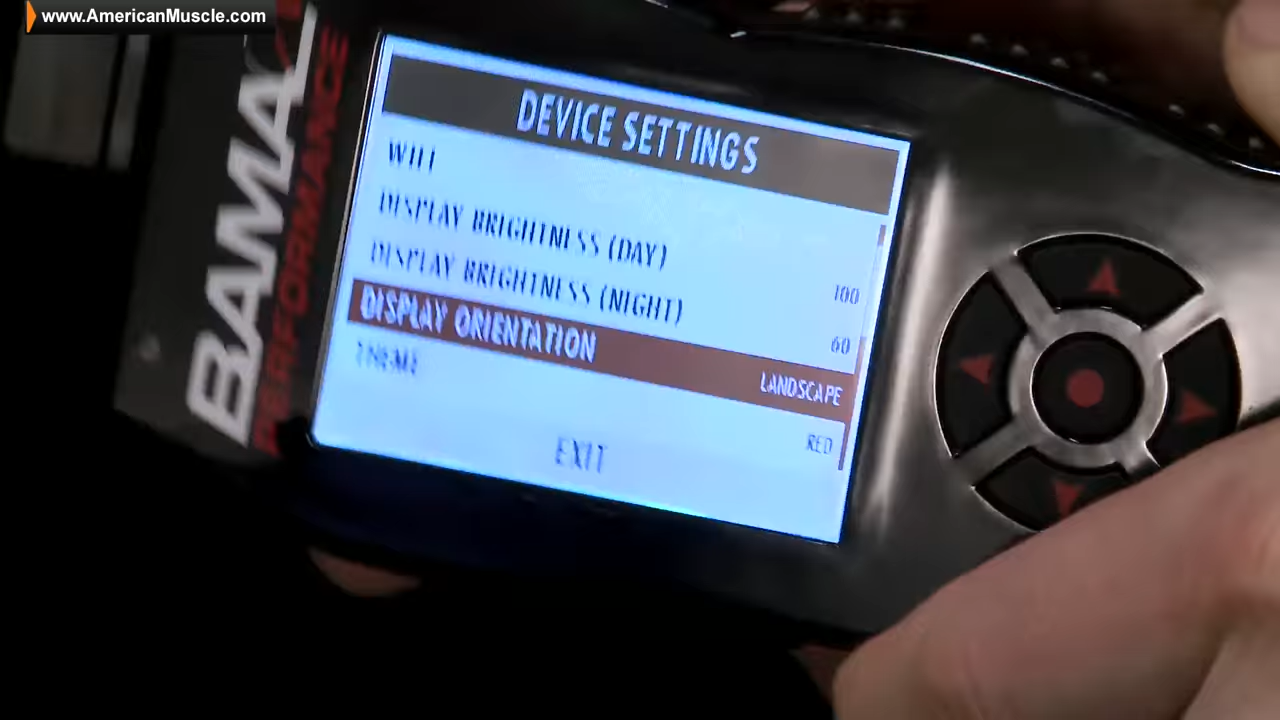 www.AmericanMuscle.com
BAMA
PERFORMANCE
DEVICE SETTINGS
WIFI
DISPLAY BRIGHTNESS (DAY) 100
DISPLAY BRIGHTNESS (NIGHT) 60
DISPLAY ORIENTATION LANDSCAPE
THEME RED
EXIT